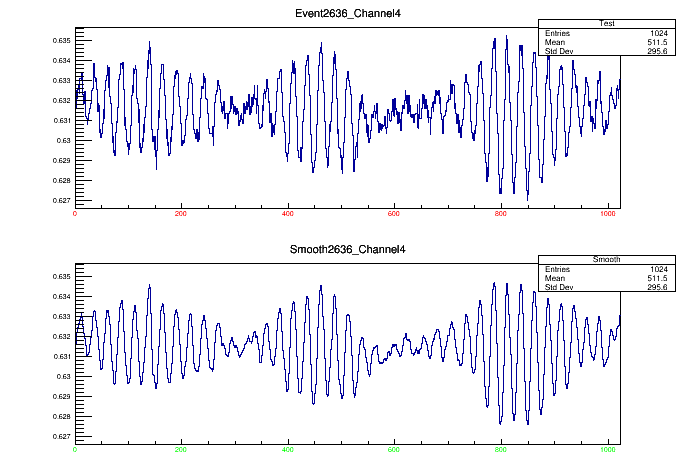 Event2636_Channel4
Test
Entries 1024
Mean 511.5
Std Dev 295.6
0.635
0.634
0.633
0.632
0.631
0.63
0.629
0.628
0.627
0 200 400 600 800 1000
Smooth2636_Channel4
Smooth
Entries 1024
Mean 511.5
Std Dev 295.6
0.635
0.634
0.633
0.632
0.631
0.63
0.629
0.628
0.627
0 200 400 600 800 1000